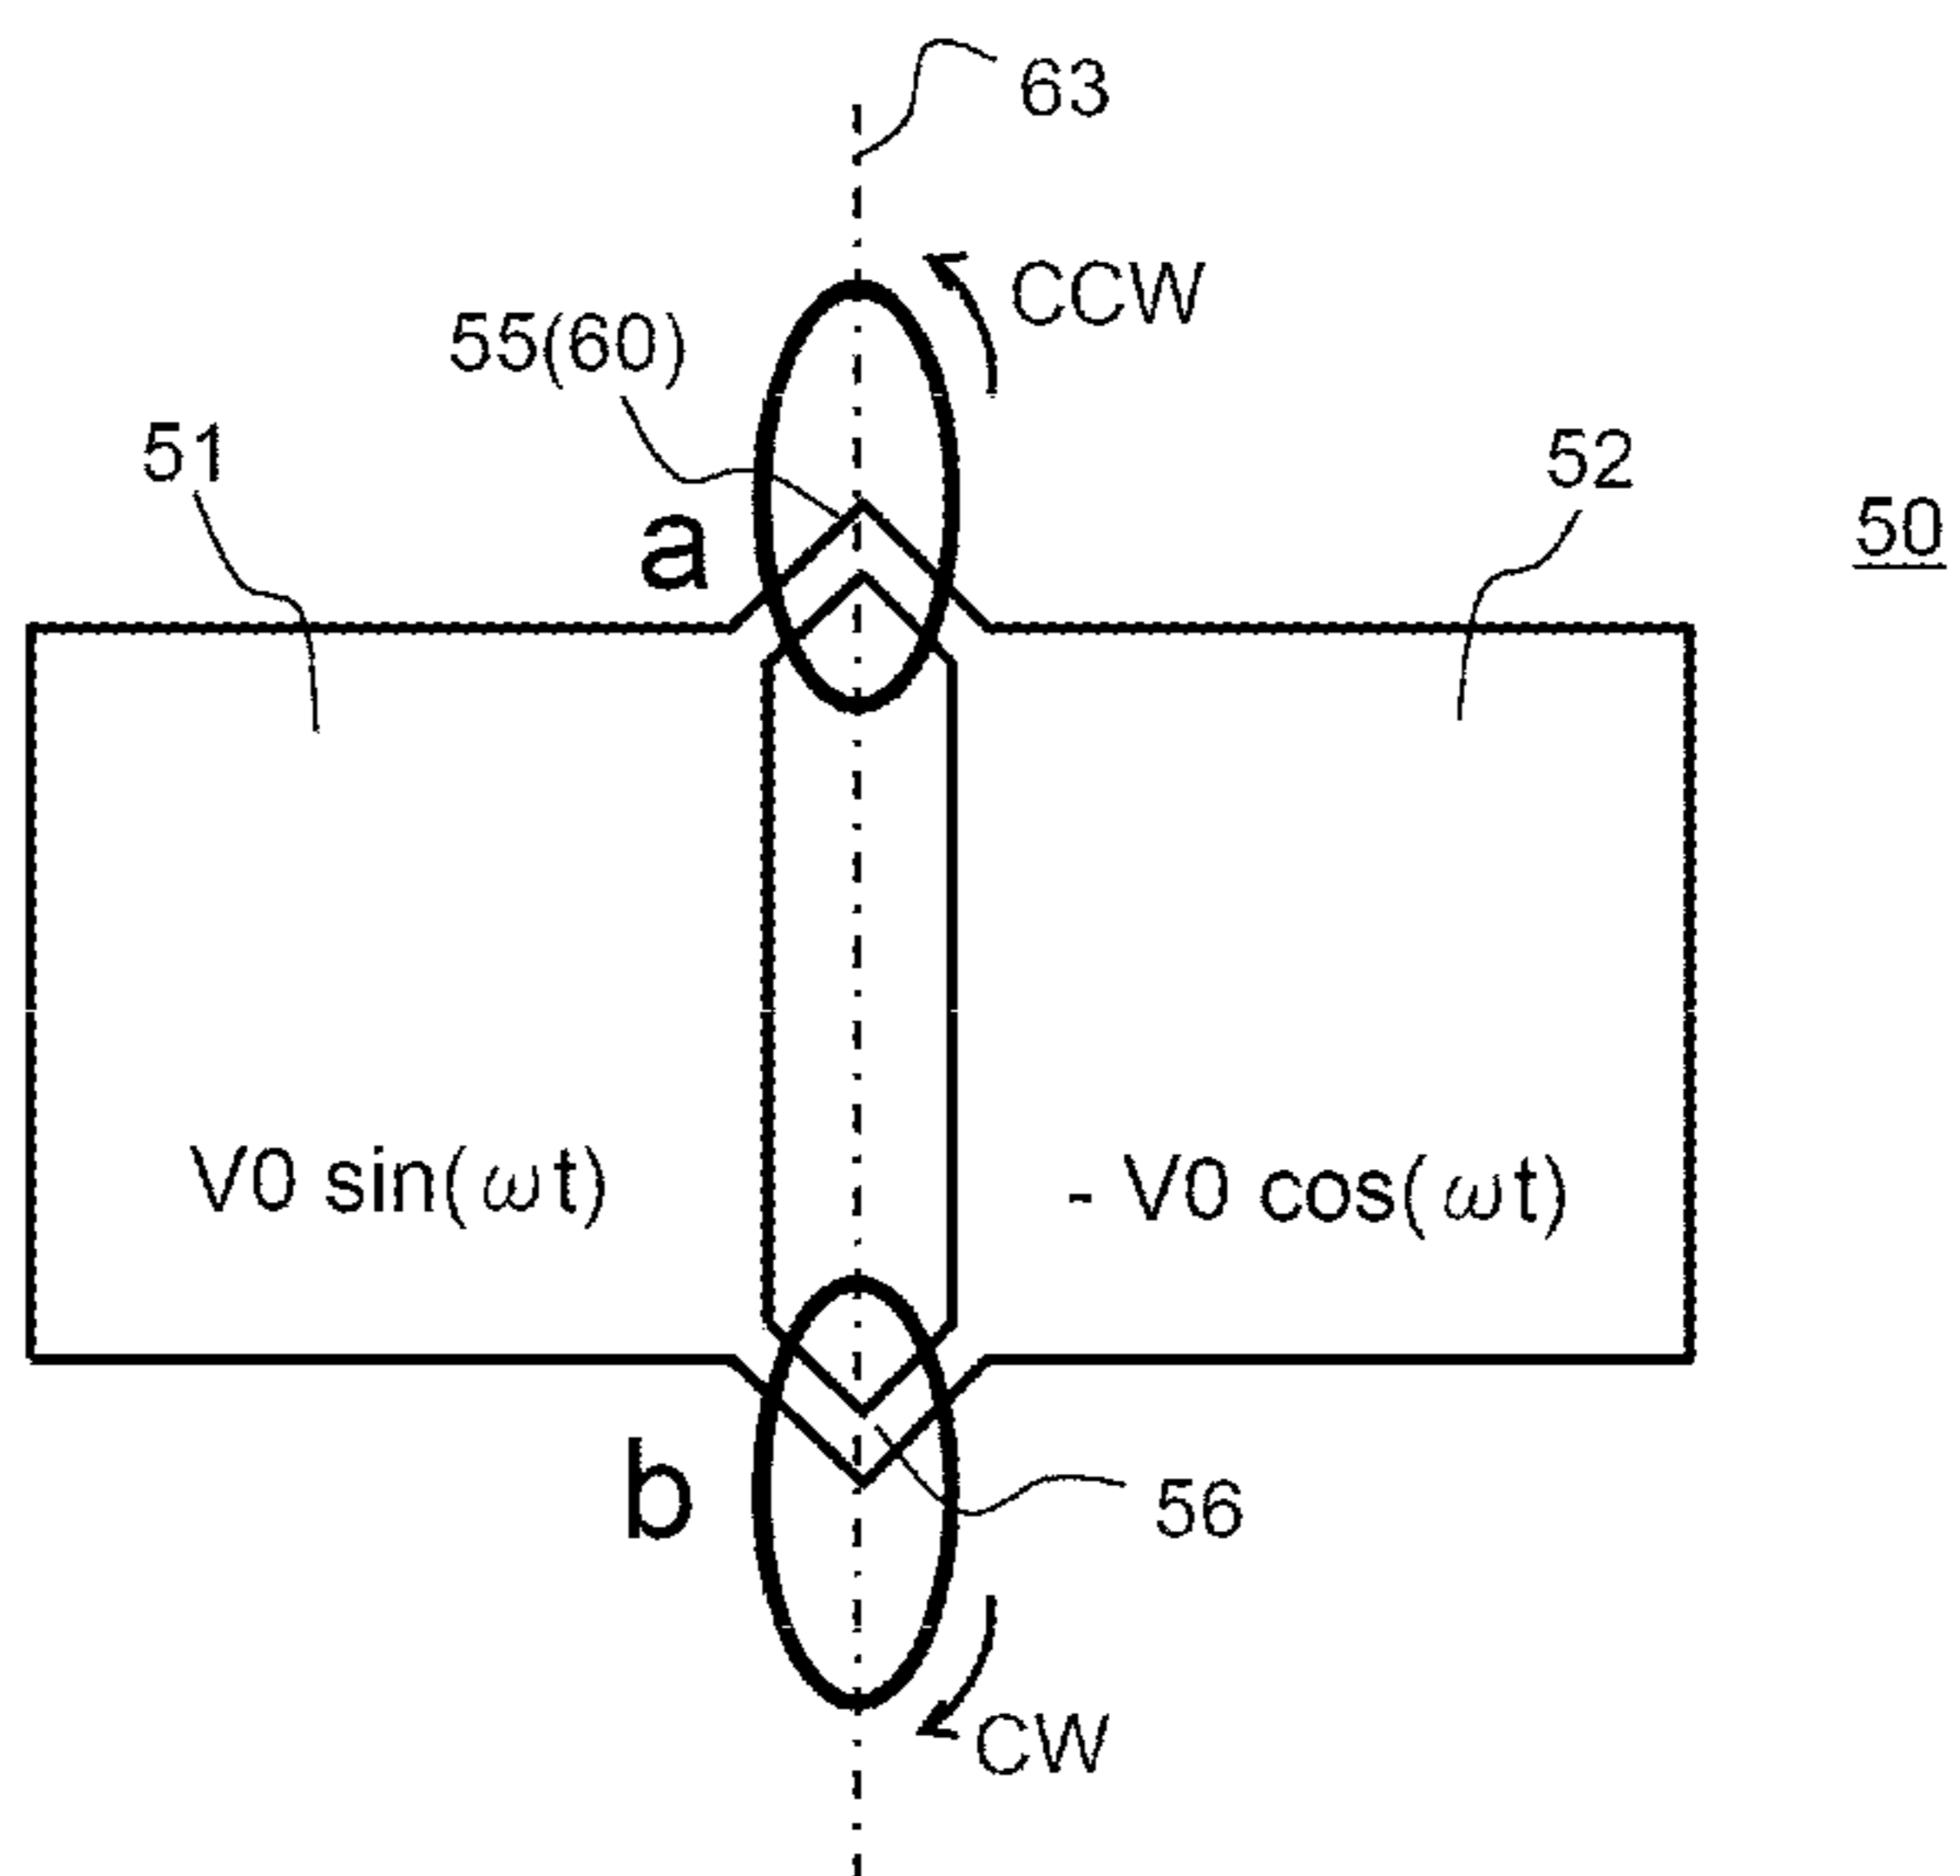 63
CCW
55(60)
51
52
50
a
V0 sin(ωt)
- V0 cos(ωt)
b
56
CW